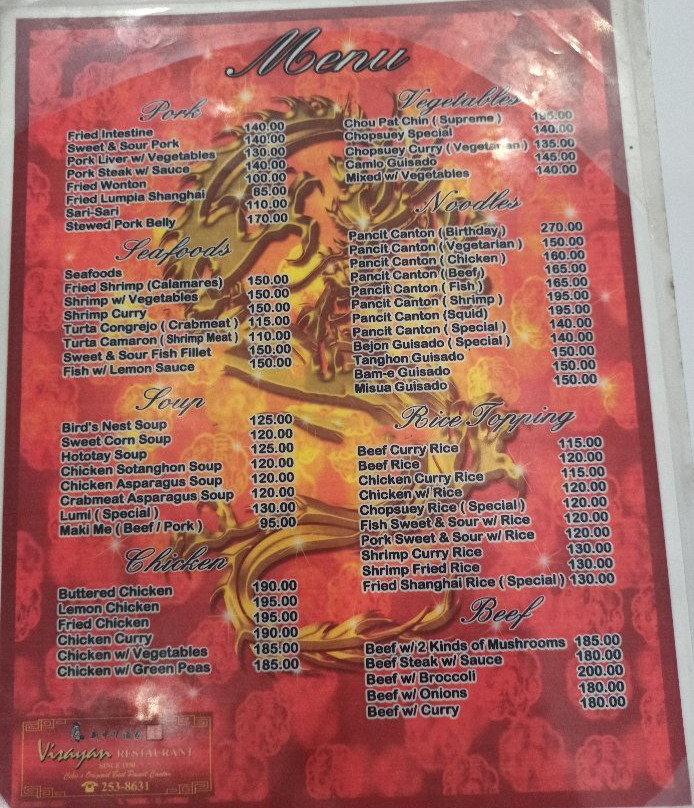 Menu
Pork
Fried Intestine 140.00
Sweet & Sour Pork 140.00
Pork Liver w/ Vegetables 130.00
Pork Steak w/ Sauce 140.00
Fried Wonton 100.00
Fried Lumpia Shanghai 85.00
Sari-Sari 110.00
Stewed Pork Belly 170.00
Seafoods
Seafoods
Fried Shrimp (Calamares) 150.00
Shrimp w/ Vegetables 150.00
Shrimp Curry 150.00
Turta Congrejo ( Crabmeat ) 115.00
Turta Camaron ( Shrimp Meat ) 110.00
Sweet & Sour Fish Fillet 150.00
Fish w/ Lemon Sauce 150.00
Soup
Bird's Nest Soup 125.00
Sweet Corn Soup 120.00
Hototay Soup 125.00
Chicken Sotanghon Soup 120.00
Chicken Asparagus Soup 120.00
Crabmeat Asparagus Soup 120.00
Lumi ( Special ) 130.00
Maki Me ( Beef / Pork ) 95.00
Chicken
Buttered Chicken 190.00
Lemon Chicken 195.00
Fried Chicken 195.00
Chicken Curry 190.00
Chicken w/ Vegetables 185.00
Chicken w/ Green Peas 185.00
Vegetables
Chou Pat Chin ( Supreme ) 195.00
Chopsuey Special 140.00
Chopsuey Curry ( Vegetarian ) 135.00
Camlo Guisado 145.00
Mixed w/ Vegetables 140.00
Noodles
Pancit Canton ( Birthday ) 270.00
Pancit Canton ( Vegetarian ) 150.00
Pancit Canton ( Chicken ) 160.00
Pancit Canton ( Beef ) 165.00
Pancit Canton ( Fish ) 165.00
Pancit Canton ( Shrimp ) 195.00
Pancit Canton (Squid) 195.00
Pancit Canton ( Special ) 140.00
Bejon Guisado ( Special ) 140.00
Tanghon Guisado 150.00
Bam-e Guisado 150.00
Misua Guisado 150.00
Rice Topping
Beef Curry Rice 115.00
Beef Rice 120.00
Chicken Curry Rice 115.00
Chicken w/ Rice 120.00
Chopsuey Rice ( Special ) 120.00
Fish Sweet & Sour w/ Rice 120.00
Pork Sweet & Sour w/ Rice 120.00
Shrimp Curry Rice 130.00
Shrimp Fried Rice 130.00
Fried Shanghai Rice ( Special ) 130.00
Beef
Beef w/ 2 Kinds of Mushrooms 185.00
Beef Steak w/ Sauce 180.00
Beef w/ Broccoli 200.00
Beef w/ Onions 180.00
Beef w/ Curry 180.00
Visayan RESTAURANT
SINCE 1950
Cebu's Original Best Pancit Canton
☎ 253-8631